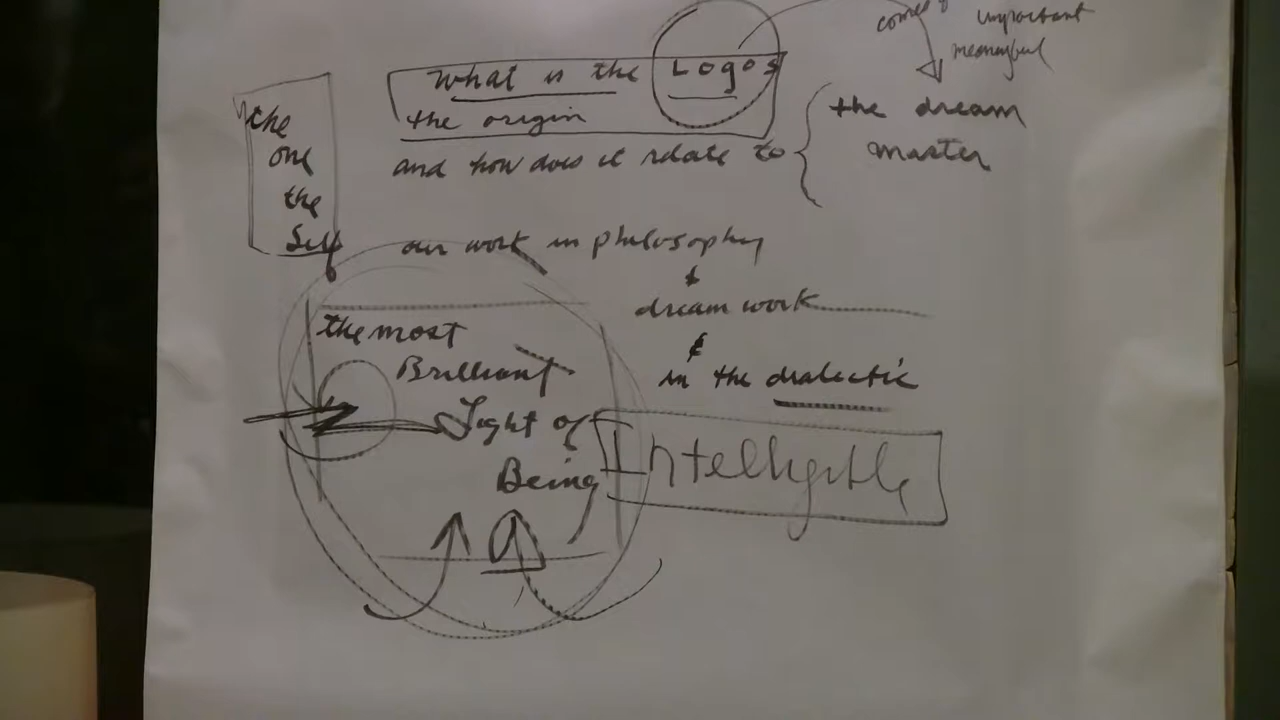 comes
important
meaningful
What is the Logos
the origin
and how does it relate to
the dream
master
the
one
the
Self
our work in philosophy
&
dream work
&
in the dialectic
the most
Brilliant
Light of
Being
Intelligible